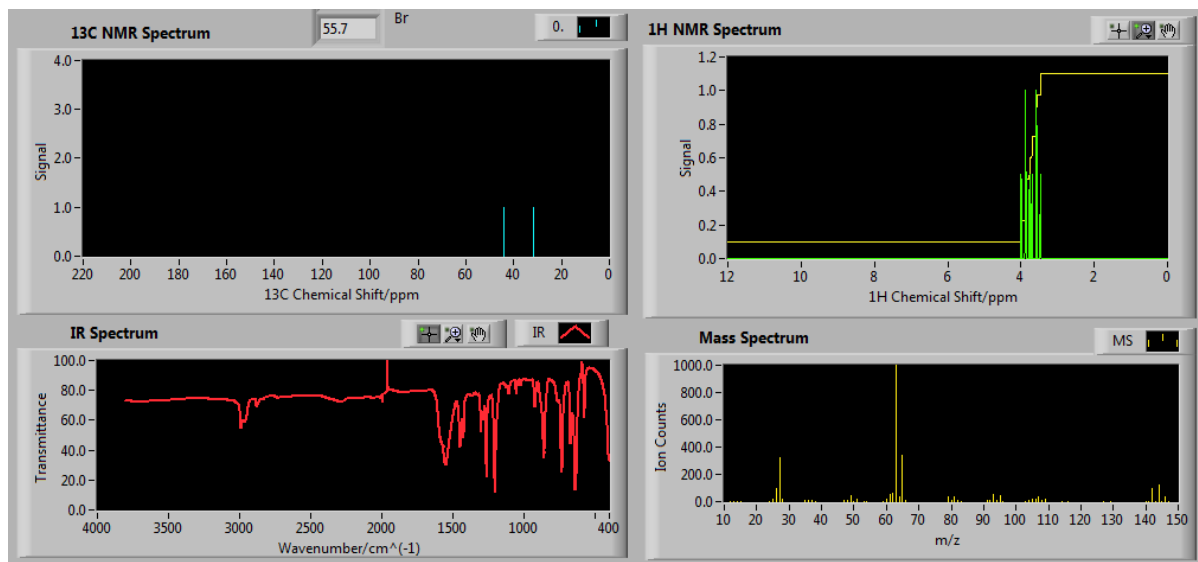 13C NMR Spectrum
55.7
Br
0.
4.0
3.0
2.0
1.0
0.0
Signal
220 200 180 160 140 120 100 80 60 40 20 0
13C Chemical Shift/ppm
1H NMR Spectrum
1.2
1.0
0.8
0.6
0.4
0.2
0.0
Signal
12 10 8 6 4 2 0
1H Chemical Shift/ppm
IR Spectrum
IR
100.0
80.0
60.0
40.0
20.0
0.0
Transmittance
4000 3500 3000 2500 2000 1500 1000 400
Wavenumber/cm^(-1)
Mass Spectrum
MS
1000.0
800.0
600.0
400.0
200.0
0.0
Ion Counts
10 20 30 40 50 60 70 80 90 100 110 120 130 140 150
m/z